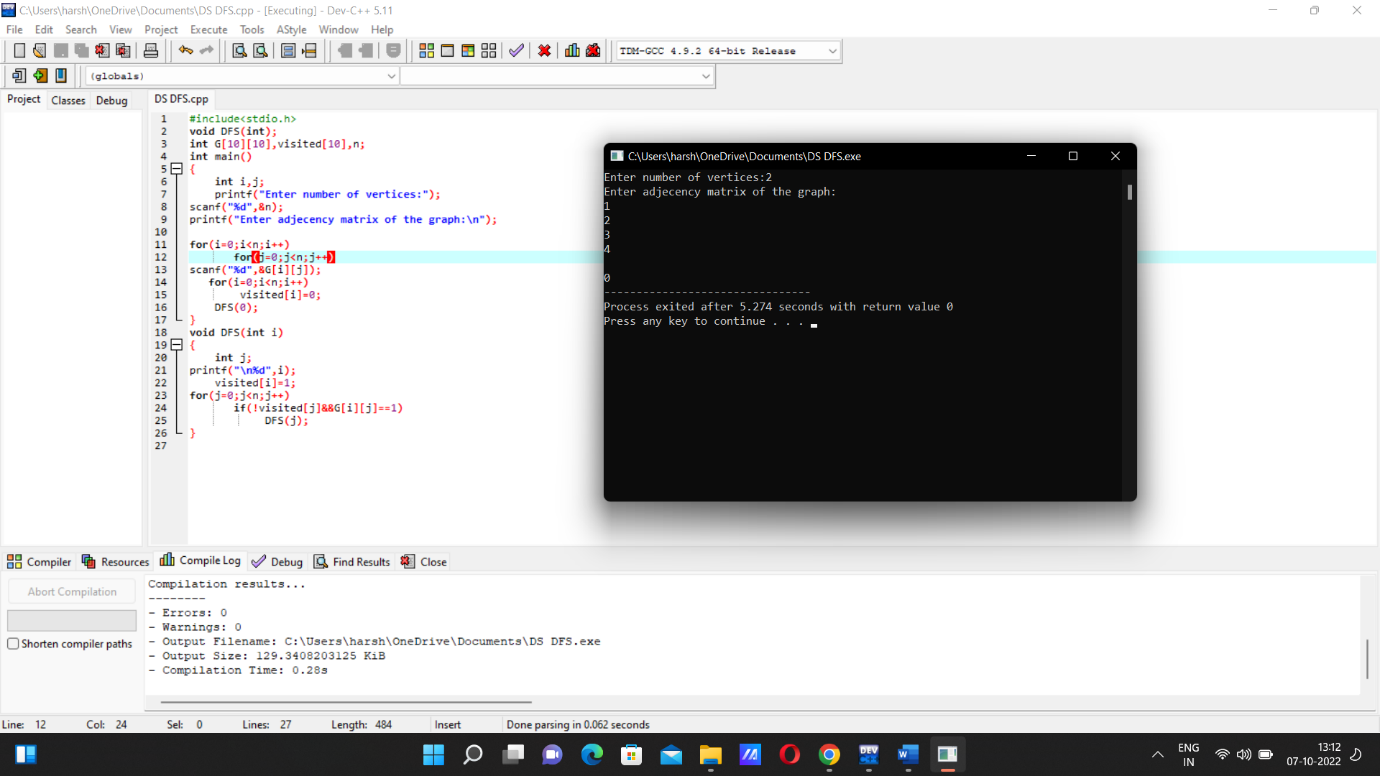 C:\Users\harsh\OneDrive\Documents\DS DFS.cpp - [Executing] - Dev-C++ 5.11
File Edit Search View Project Execute Tools AStyle Window Help
TDM-GCC 4.9.2 64-bit Release
(globals)
Project Classes Debug
DS DFS.cpp
1 #include<stdio.h>
2 void DFS(int);
3 int G[10][10],visited[10],n;
4 int main()
5 {
6 int i,j;
7 printf("Enter number of vertices:");
8 scanf("%d",&n);
9 printf("Enter adjecency matrix of the graph:\n");
10
11 for(i=0;i<n;i++)
12 for(j=0;j<n;j++)
13 scanf("%d",&G[i][j]);
14 for(i=0;i<n;i++)
15 visited[i]=0;
16 DFS(0);
17 }
18 void DFS(int i)
19 {
20 int j;
21 printf("\n%d",i);
22 visited[i]=1;
23 for(j=0;j<n;j++)
24 if(!visited[j]&&G[i][j]==1)
25 DFS(j);
26 }
27
C:\Users\harsh\OneDrive\Documents\DS DFS.exe
Enter number of vertices:2
Enter adjecency matrix of the graph:
1
2
3
4
0
--------------------------------
Process exited after 5.274 seconds with return value 0
Press any key to continue . . .
Compiler Resources Compile Log Debug Find Results Close
Abort Compilation
Shorten compiler paths
Compilation results...
--------
- Errors: 0
- Warnings: 0
- Output Filename: C:\Users\harsh\OneDrive\Documents\DS DFS.exe
- Output Size: 129.3408203125 KiB
- Compilation Time: 0.28s
Line: 12 Col: 24 Sel: 0 Lines: 27 Length: 484 Insert Done parsing in 0.062 seconds
DEV
W
ENG
IN
13:12
07-10-2022